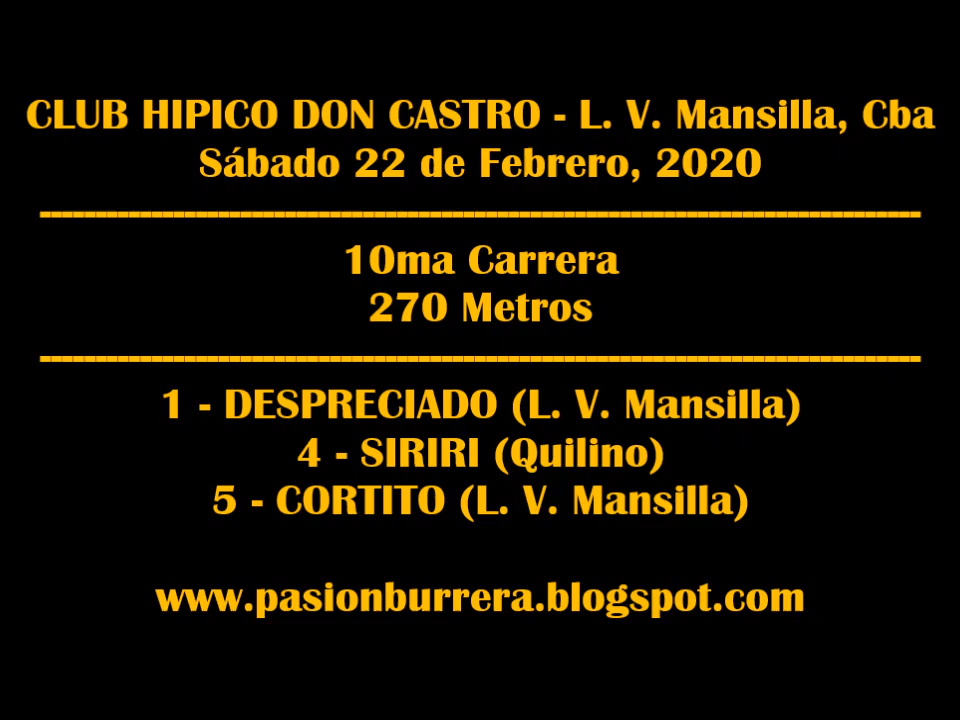 CLUB HIPICO DON CASTRO - L. V. Mansilla, Cba
Sábado 22 de Febrero, 2020
--------------------------------------------------------------------------------
10ma Carrera
270 Metros
--------------------------------------------------------------------------------
1 - DESPRECIADO (L. V. Mansilla)
4 - SIRIRI (Quilino)
5 - CORTITO (L. V. Mansilla)
www.pasionburrera.blogspot.com